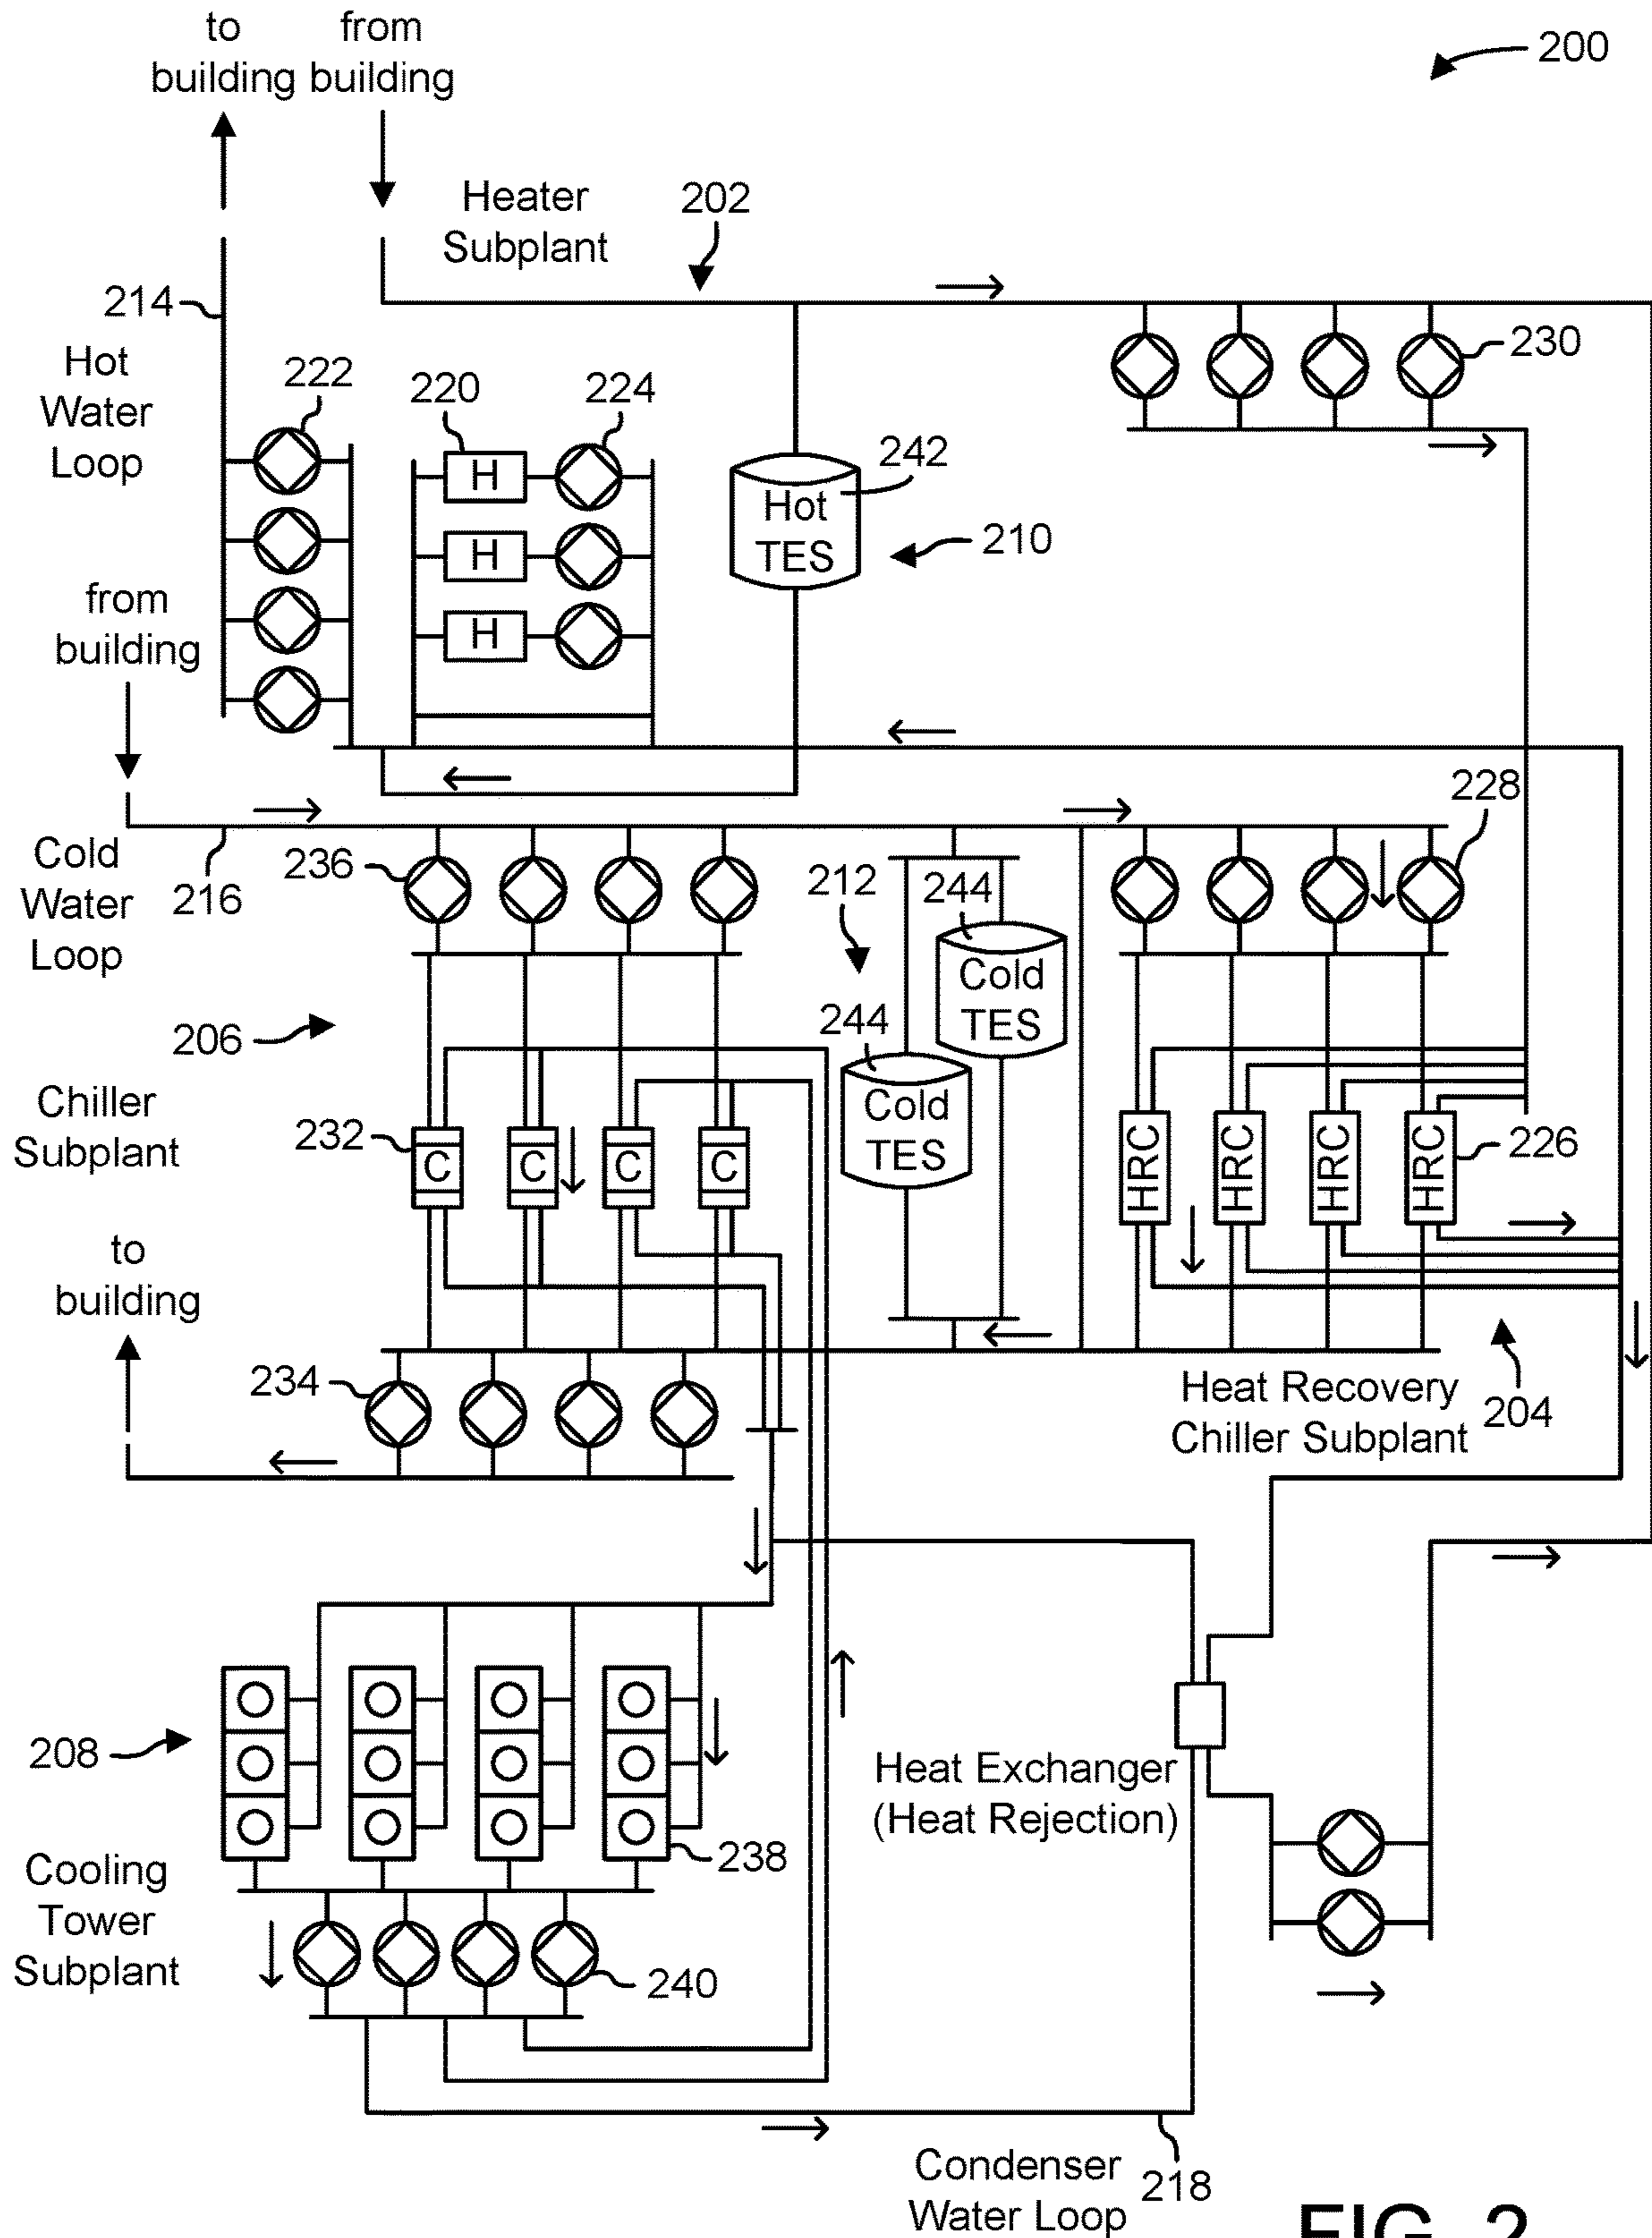 to
building
from
building
200
Heater
Subplant
202
214
Hot
Water
Loop
222
220
224
230
H
H
H
Hot
TES
242
210
from
building
228
Cold
Water
Loop
216
236
212
244
Cold
TES
244
Cold
TES
206
Chiller
Subplant
232
C
C
C
C
HRC
HRC
HRC
HRC
226
to
building
234
Heat Recovery
Chiller Subplant
204
208
Heat Exchanger
(Heat Rejection)
238
Cooling
Tower
Subplant
240
Condenser
Water Loop
218
FIG. 2